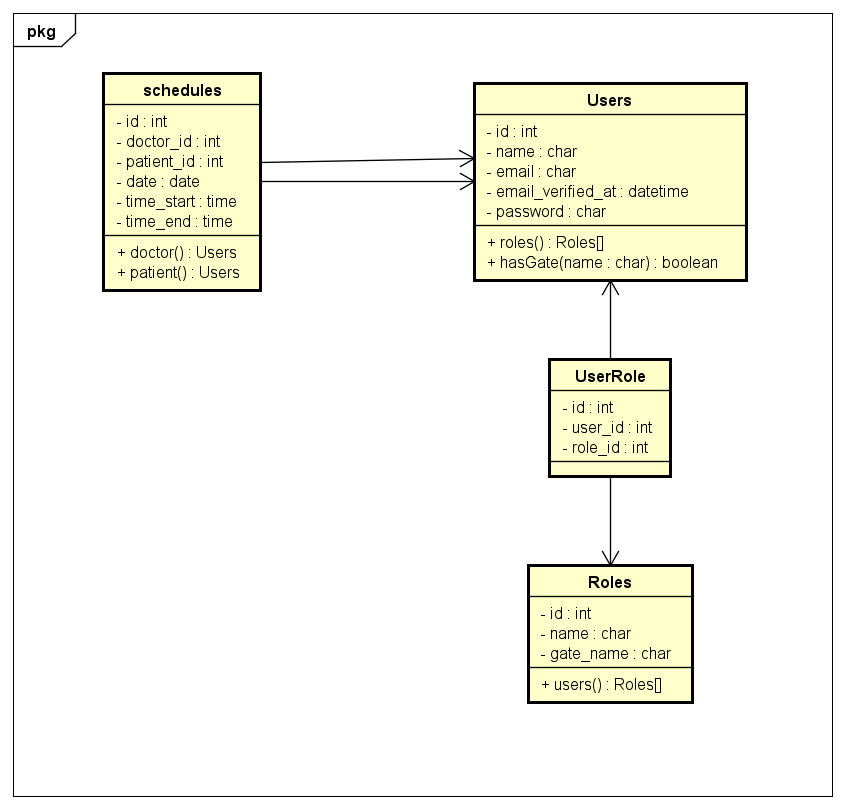 pkg
schedules
- id : int
- doctor_id : int
- patient_id : int
- date : date
- time_start : time
- time_end : time
+ doctor() : Users
+ patient() : Users
Users
- id : int
- name : char
- email : char
- email_verified_at : datetime
- password : char
+ roles() : Roles[]
+ hasGate(name : char) : boolean
UserRole
- id : int
- user_id : int
- role_id : int
Roles
- id : int
- name : char
- gate_name : char
+ users() : Roles[]